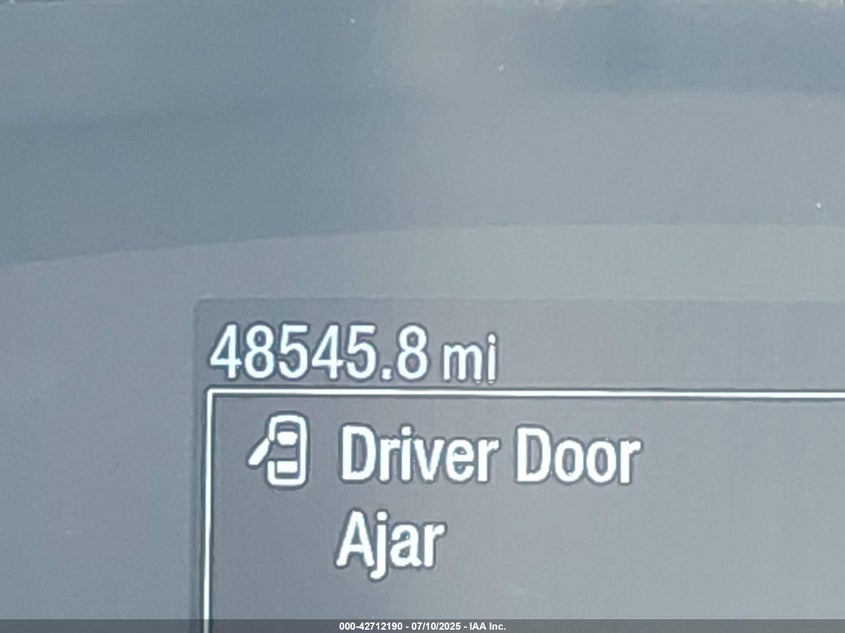 48545.8 mi
Driver Door
Ajar
000-42712190 - 07/10/2025 - IAA Inc.